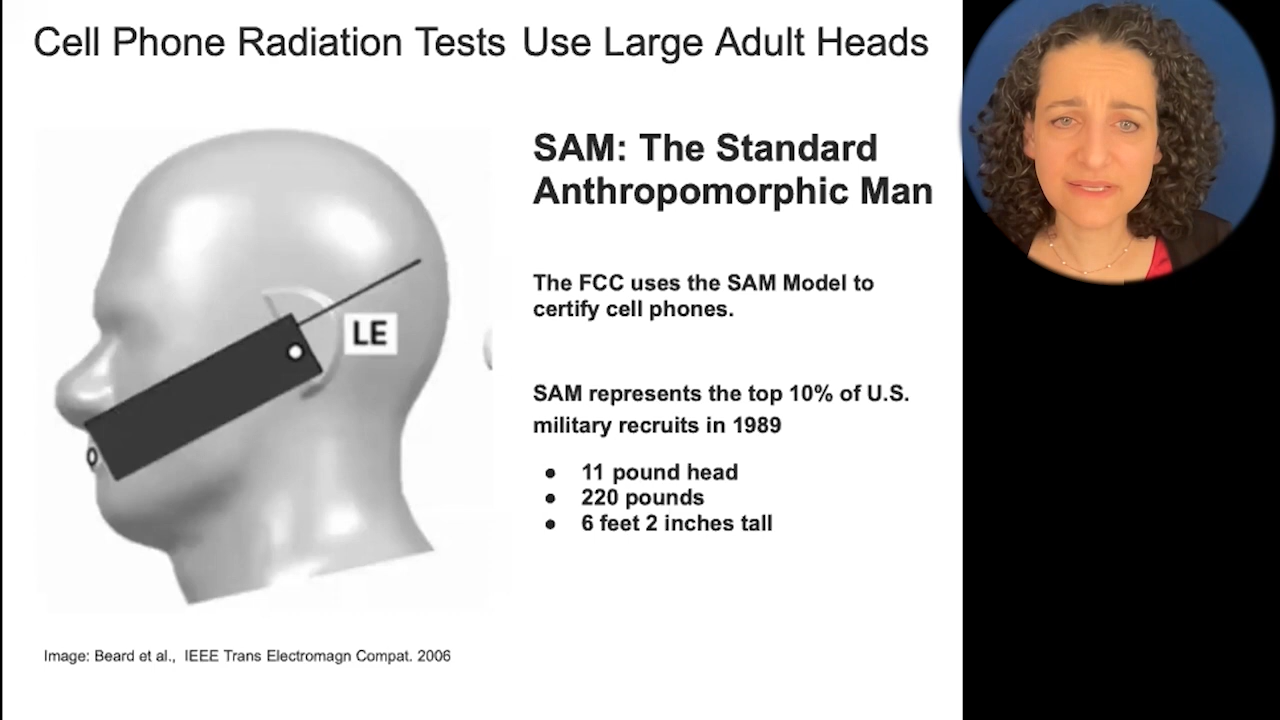 Cell Phone Radiation Tests Use Large Adult Heads
SAM: The Standard
Anthropomorphic Man
The FCC uses the SAM Model to
certify cell phones.
LE
SAM represents the top 10% of U.S.
military recruits in 1989
● 11 pound head
● 220 pounds
● 6 feet 2 inches tall
Image: Beard et al., IEEE Trans Electromagn Compat. 2006